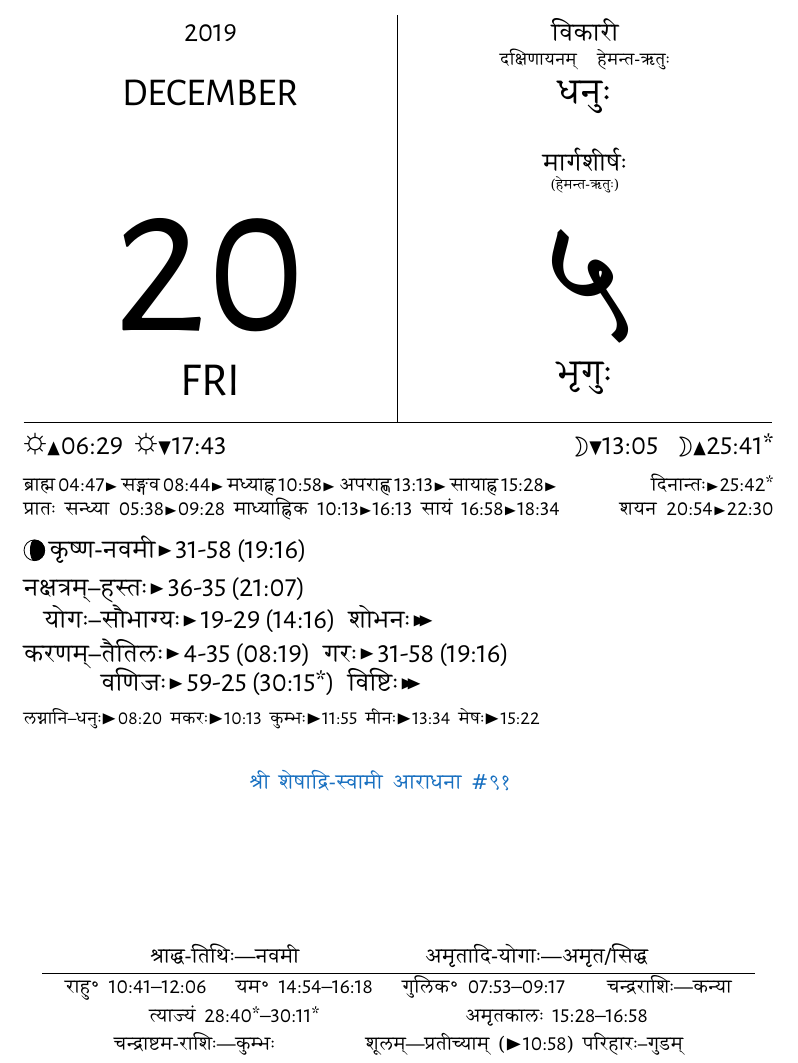 2019
DECEMBER
20
FRI
विकारी
दक्षिणायनम् हेमन्त-ऋतुः
धनुः
मार्गशीर्षः
(हेमन्त-ऋतुः)
५
भृगुः
☼▲06:29 ☼▼17:43 ☽▼13:05 ☽▲25:41*
ब्राह्म 04:47► सङ्गव 08:44► मध्याह्न 10:58► अपराह्ण 13:13► सायाह्न 15:28► दिनान्तः►25:42*
प्रातः सन्ध्या 05:38►09:28 माध्याह्निक 10:13►16:13 सायं 16:58►18:34 शयन 20:54►22:30
कृष्ण-नवमी►31-58 (19:16)
नक्षत्रम्–हस्तः►36-35 (21:07)
योगः–सौभाग्यः►19-29 (14:16) शोभनः►►
करणम्–तैतिलः►4-35 (08:19) गरः►31-58 (19:16)
वणिजः►59-25 (30:15*) विष्टिः►►
लग्नानि–धनुः►08:20 मकरः►10:13 कुम्भः►11:55 मीनः►13:34 मेषः►15:22
श्री शेषाद्रि-स्वामी आराधना #९१
श्राद्ध-तिथिः—नवमी अमृतादि-योगाः—अमृत/सिद्ध
राहु° 10:41–12:06 यम° 14:54–16:18 गुलिक° 07:53–09:17 चन्द्रराशिः—कन्या
त्याज्यं 28:40*–30:11* अमृतकालः 15:28–16:58
चन्द्राष्टम-राशिः—कुम्भः शूलम्—प्रतीच्याम् (►10:58) परिहारः–गुडम्